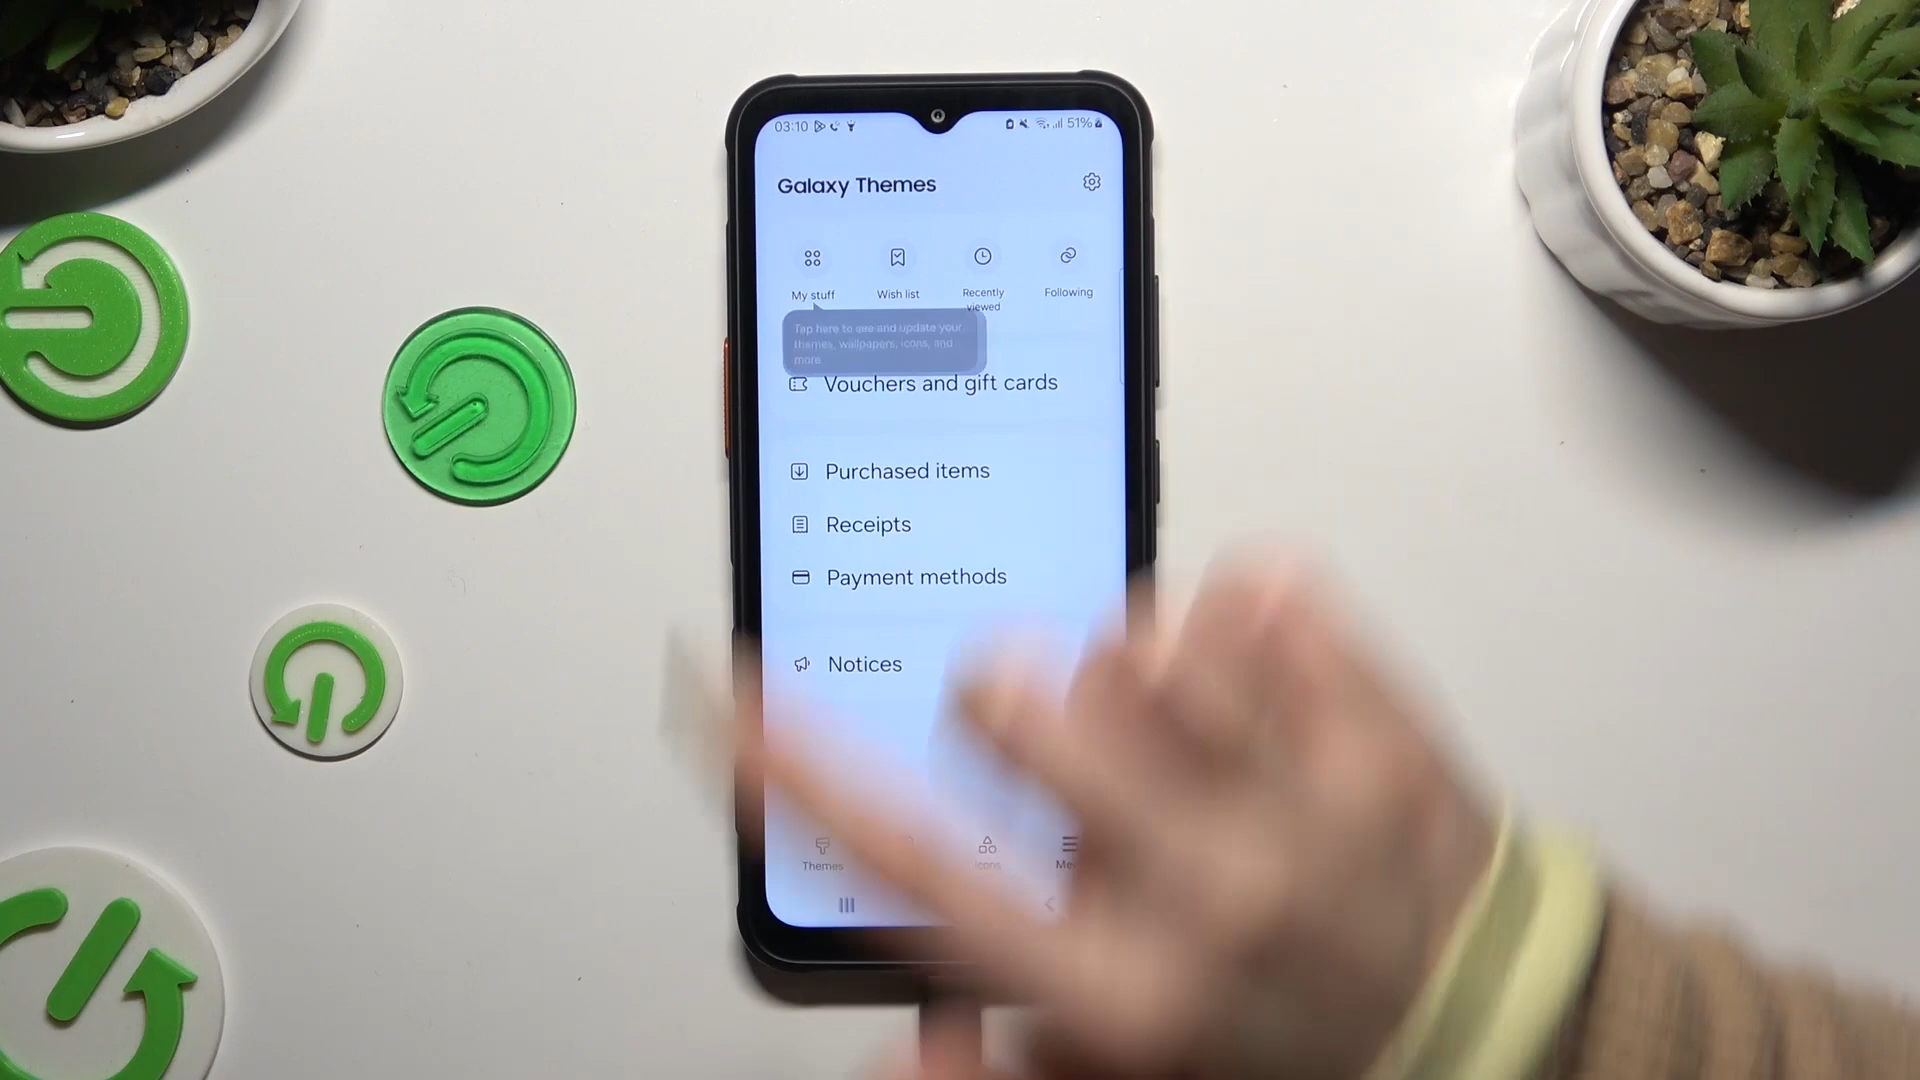 03:10 51%
Galaxy Themes
My stuff Wish list Recently viewed Following
Tap here to see and update your
themes, wallpapers, icons, and
more.
Vouchers and gift cards
Purchased items
Receipts
Payment methods
Notices
Themes Icons